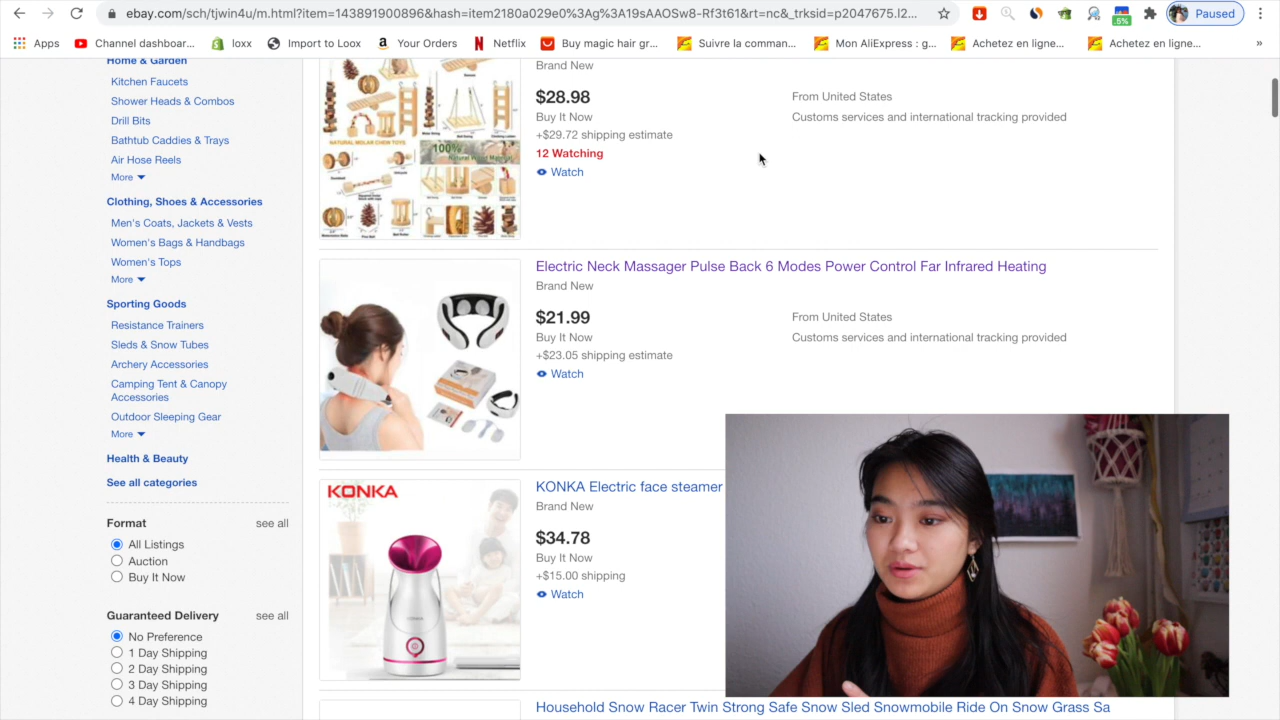 ebay.com/sch/tjwin4u/m.html?item=143891900896&hash=item2180a029e0%3Ag%3A19sAAOSw8-Rf3t61&rt=nc&_trksid=p2047675.l2...
.5%
Paused
Apps
Channel dashboar...
loxx
Import to Loox
Your Orders
Netflix
Buy magic hair gr...
Suivre la comman...
Mon AliExpress : g...
Achetez en ligne...
Achetez en ligne...
»
Home & Garden
Kitchen Faucets
Shower Heads & Combos
Drill Bits
Bathtub Caddies & Trays
Air Hose Reels
More
Clothing, Shoes & Accessories
Men's Coats, Jackets & Vests
Women's Bags & Handbags
Women's Tops
More
Sporting Goods
Resistance Trainers
Sleds & Snow Tubes
Archery Accessories
Camping Tent & Canopy
Accessories
Outdoor Sleeping Gear
More
Health & Beauty
See all categories
Format
see all
All Listings
Auction
Buy It Now
Guaranteed Delivery
see all
No Preference
1 Day Shipping
2 Day Shipping
3 Day Shipping
4 Day Shipping
NATURAL MOLAR CHEW TOYS
100%
Brand New
$28.98
Buy It Now
+$29.72 shipping estimate
12 Watching
Watch
From United States
Customs services and international tracking provided
Electric Neck Massager Pulse Back 6 Modes Power Control Far Infrared Heating
Brand New
$21.99
Buy It Now
+$23.05 shipping estimate
Watch
From United States
Customs services and international tracking provided
KONKA
KONKA Electric face steamer
Brand New
$34.78
Buy It Now
+$15.00 shipping
Watch
Household Snow Racer Twin Strong Safe Snow Sled Snowmobile Ride On Snow Grass Sa